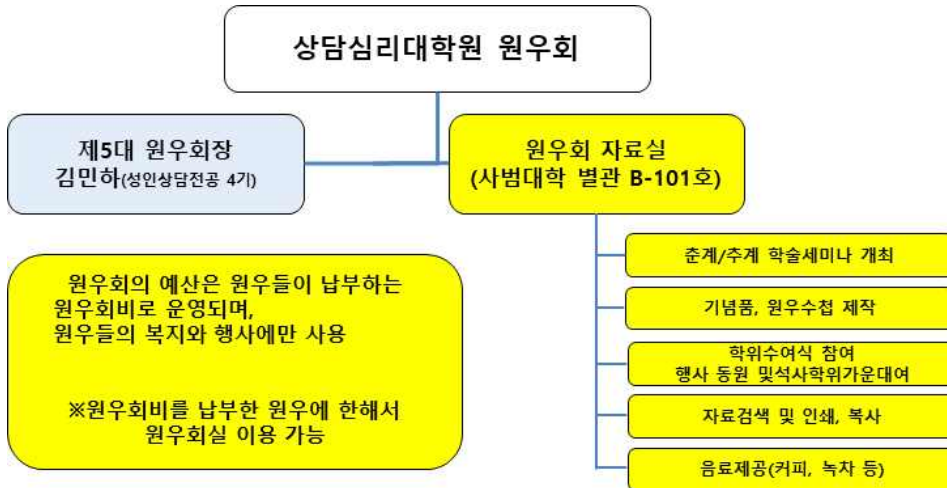 상담심리대학원 원우회
제5대 원우회장
김민하(성인상담전공 4기)
원우회 자료실
(사범대학 별관 B-101호)
춘계/추계 학술세미나 개최
기념품, 원우수첩 제작
학위수여식 참여
행사 동원 및석사학위가운대여
자료검색 및 인쇄, 복사
음료제공(커피, 녹차 등)
원우회의 예산은 원우들이 납부하는
원우회비로 운영되며,
원우들의 복지와 행사에만 사용
※원우회비를 납부한 원우에 한해서
원우회실 이용 가능